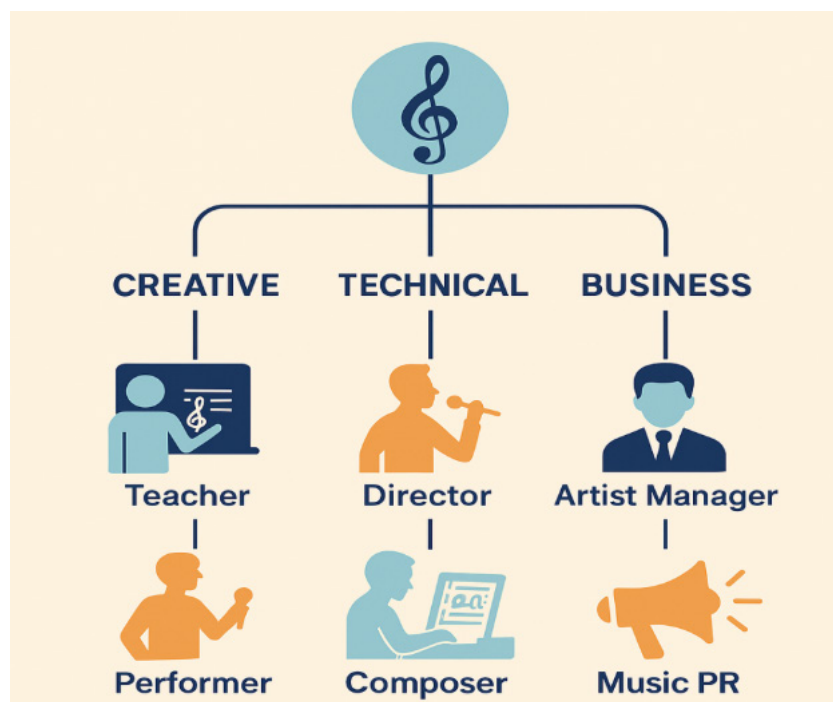 CREATIVE TECHNICAL BUSINESS
Teacher Director Artist Manager
Performer Composer Music PR